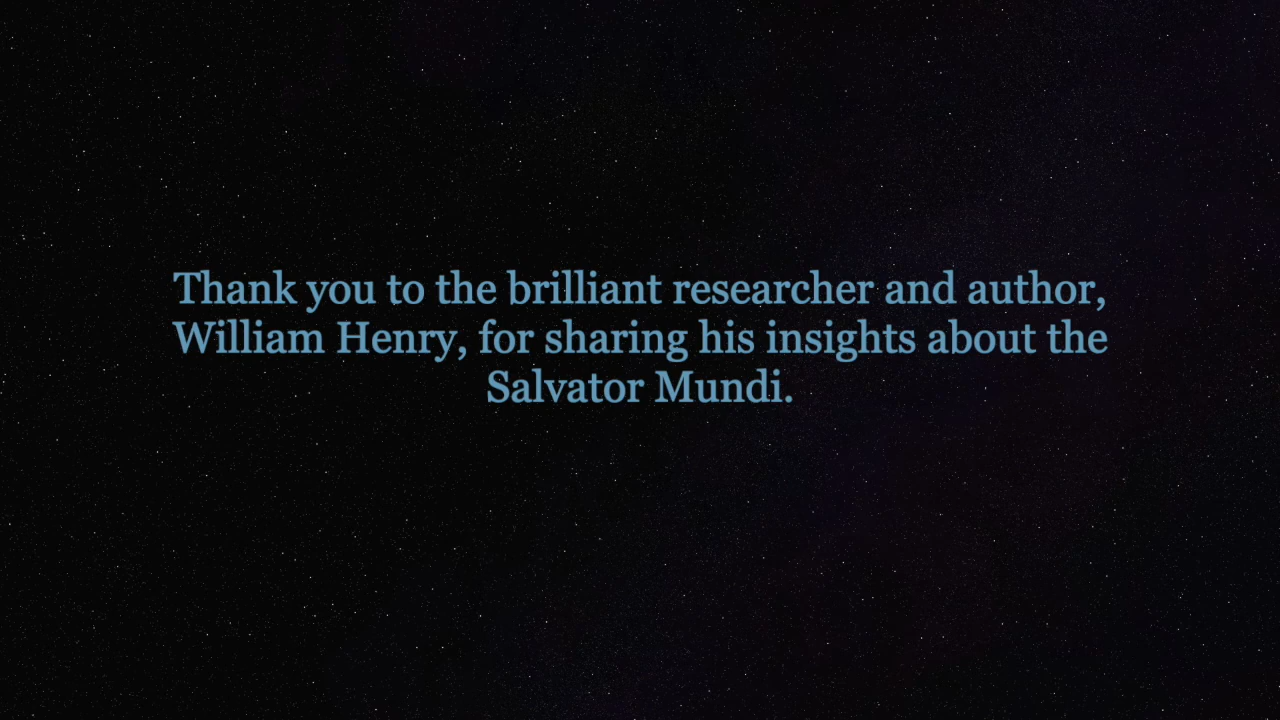 Thank you to the brilliant researcher and author,
William Henry, for sharing his insights about the
Salvator Mundi.